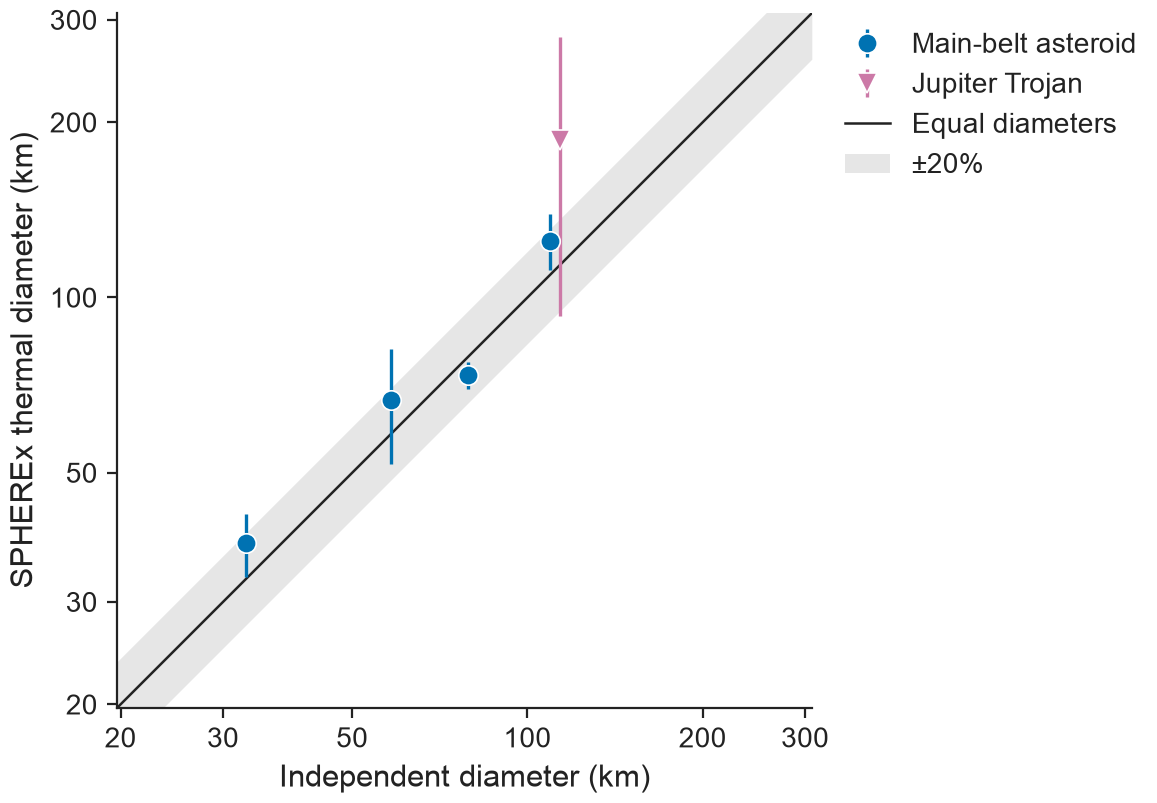 300
200
100
50
30
20
SPHEREx thermal diameter (km)
20 30 50 100 200 300
Independent diameter (km)
Main-belt asteroid
Jupiter Trojan
Equal diameters
±20%